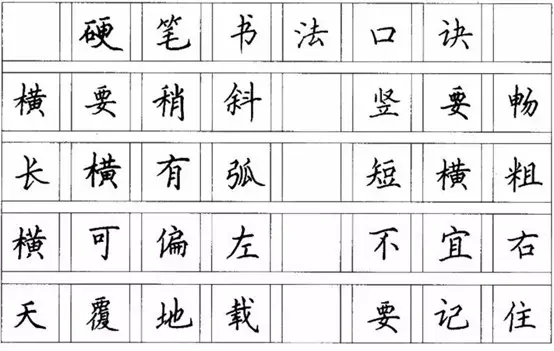 硬笔书法口诀
横要稍斜 竖要畅
长横有弧 短横粗
横可偏左 不宜右
天覆地载 要记住